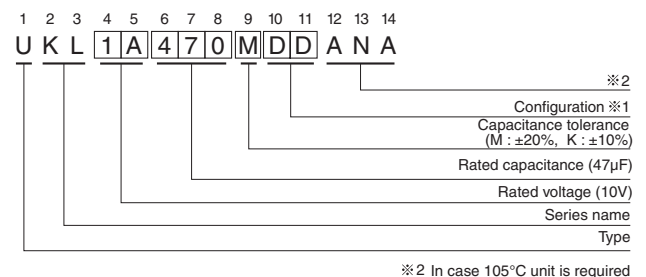 1 2 3 4 5 6 7 8 9 10 11 12 13 14
U K L 1 A 4 7 0 M D D A N A
※2
Configuration ※1
Capacitance tolerance
(M : ±20%, K : ±10%)
Rated capacitance (47µF)
Rated voltage (10V)
Series name
Type
※2 In case 105°C unit is required